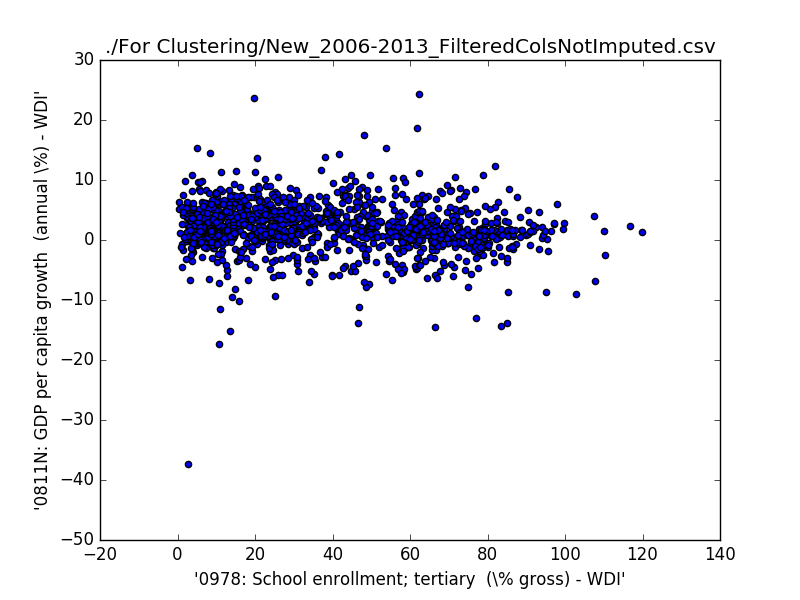 ./For Clustering/New_2006-2013_FilteredColsNotImputed.csv
30
20
10
0
−10
−20
−30
−40
−50
'0811N: GDP per capita growth  (annual \%) - WDI'
−20 0 20 40 60 80 100 120 140
'0978: School enrollment; tertiary  (\% gross) - WDI'